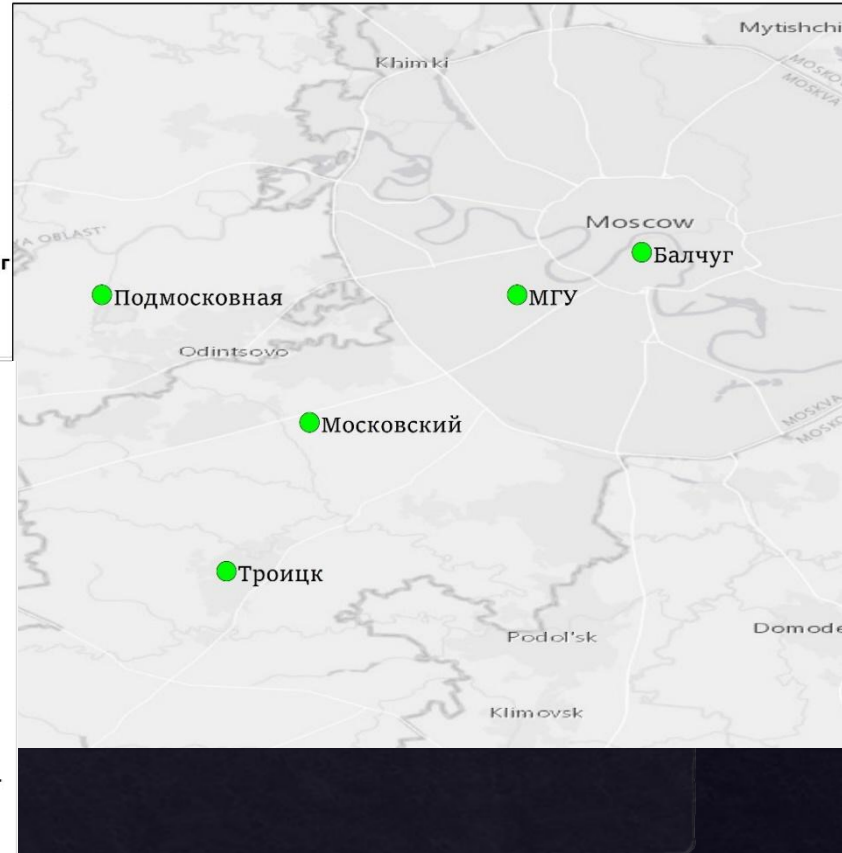 Mytishchi
Khimki
MOSKO
MOSKVA
Moscow
Балчуг
A OBLAST'
г
Подмосковная
МГУ
Odintsovo
Московский
MOSKVA
MOSKO
Троицк
Podol'sk
Domode
Klimovsk